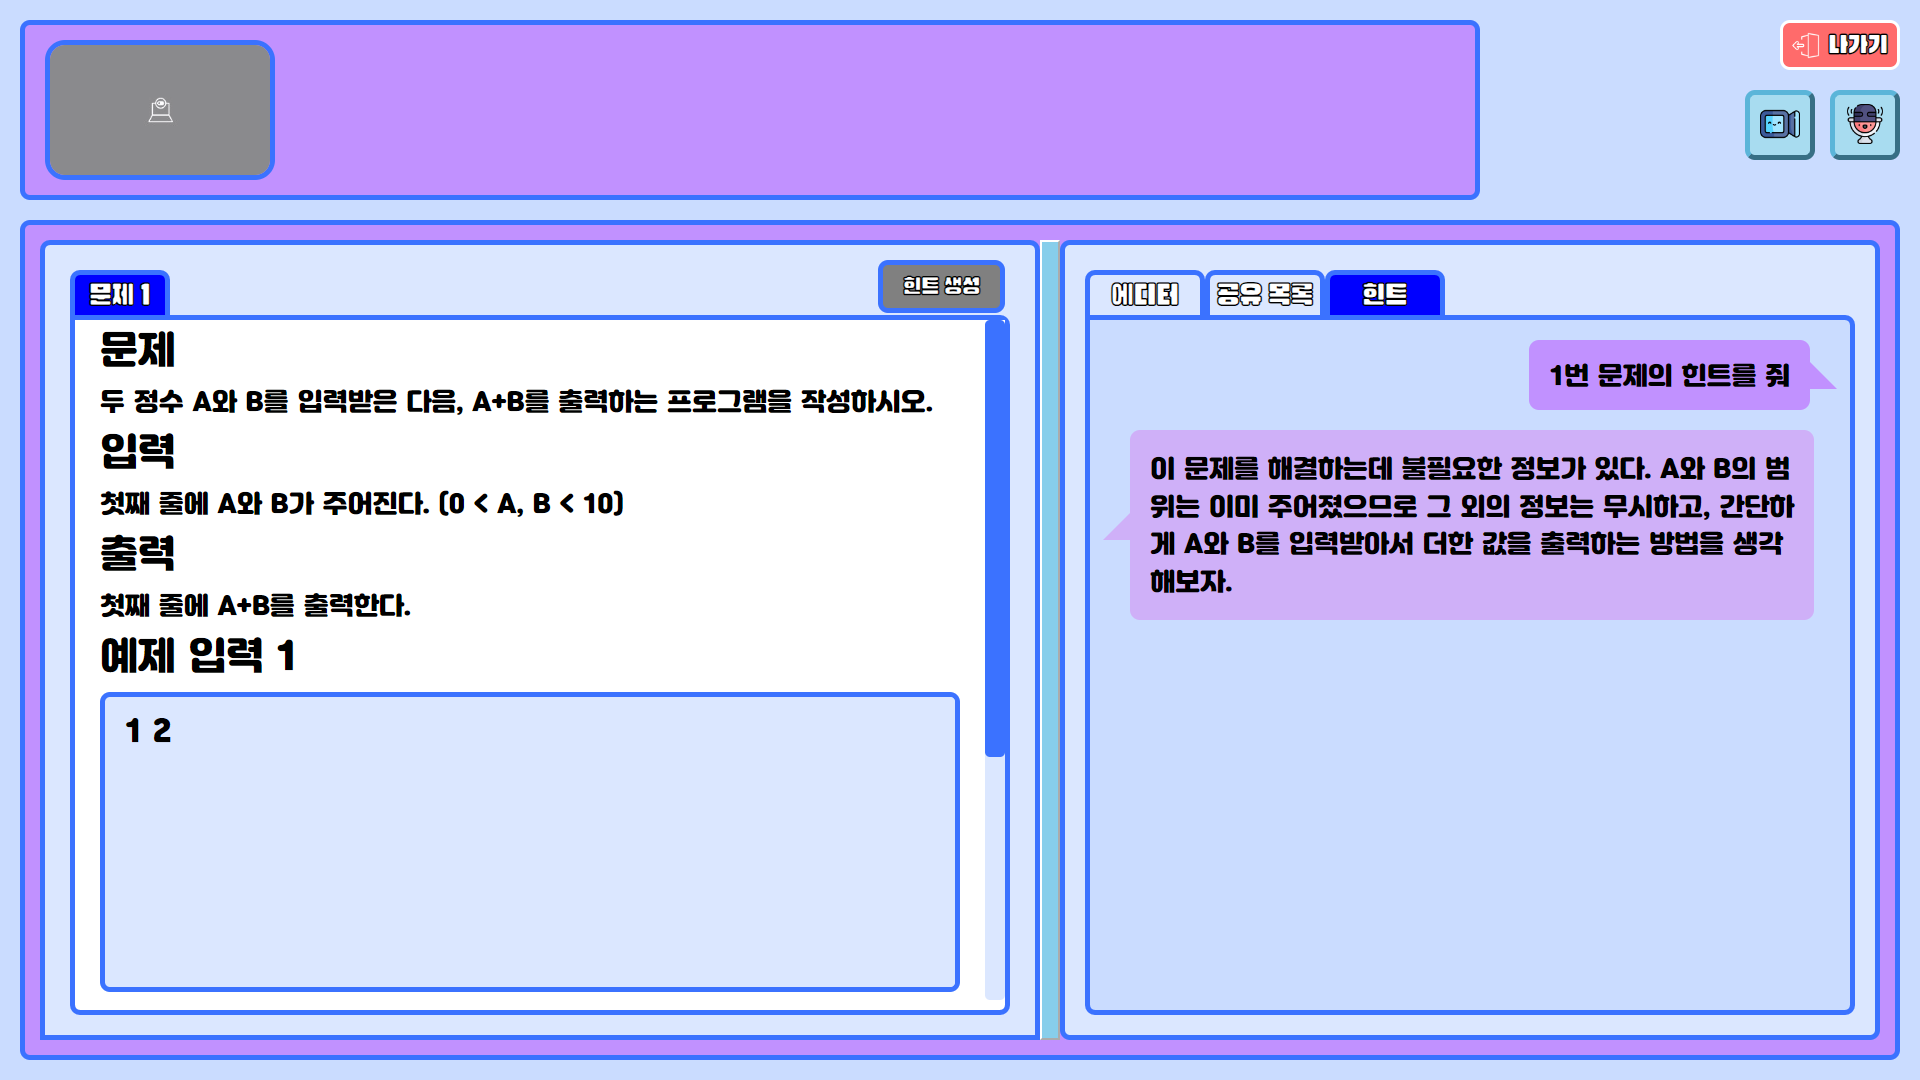 나가기
문제 1
힌트 생성
문제
두 정수 A와 B를 입력받은 다음, A+B를 출력하는 프로그램을 작성하시오.
입력
첫째 줄에 A와 B가 주어진다. (0 < A, B < 10)
출력
첫째 줄에 A+B를 출력한다.
예제 입력 1
1 2
에디터
공유 목록
힌트
1번 문제의 힌트를 줘
이 문제를 해결하는데 불필요한 정보가 있다. A와 B의 범
위는 이미 주어졌으므로 그 외의 정보는 무시하고, 간단하
게 A와 B를 입력받아서 더한 값을 출력하는 방법을 생각
해보자.